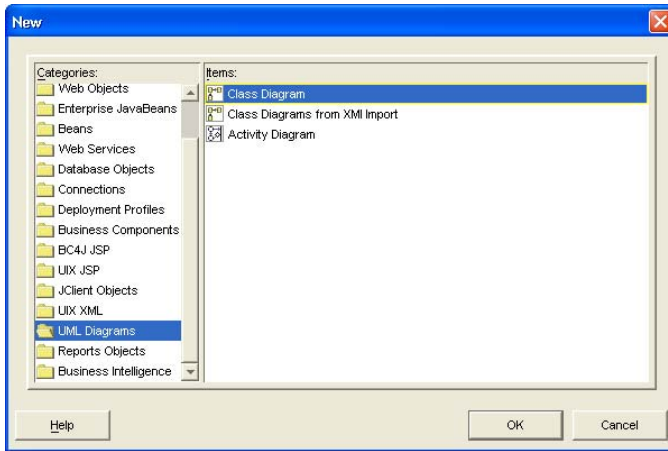 New
Categories:
Web Objects
Enterprise JavaBeans
Beans
Web Services
Database Objects
Connections
Deployment Profiles
Business Components
BC4J JSP
UIX JSP
JClient Objects
UIX XML
UML Diagrams
Reports Objects
Business Intelligence
Items:
Class Diagram
Class Diagrams from XMI Import
Activity Diagram
Help
OK
Cancel